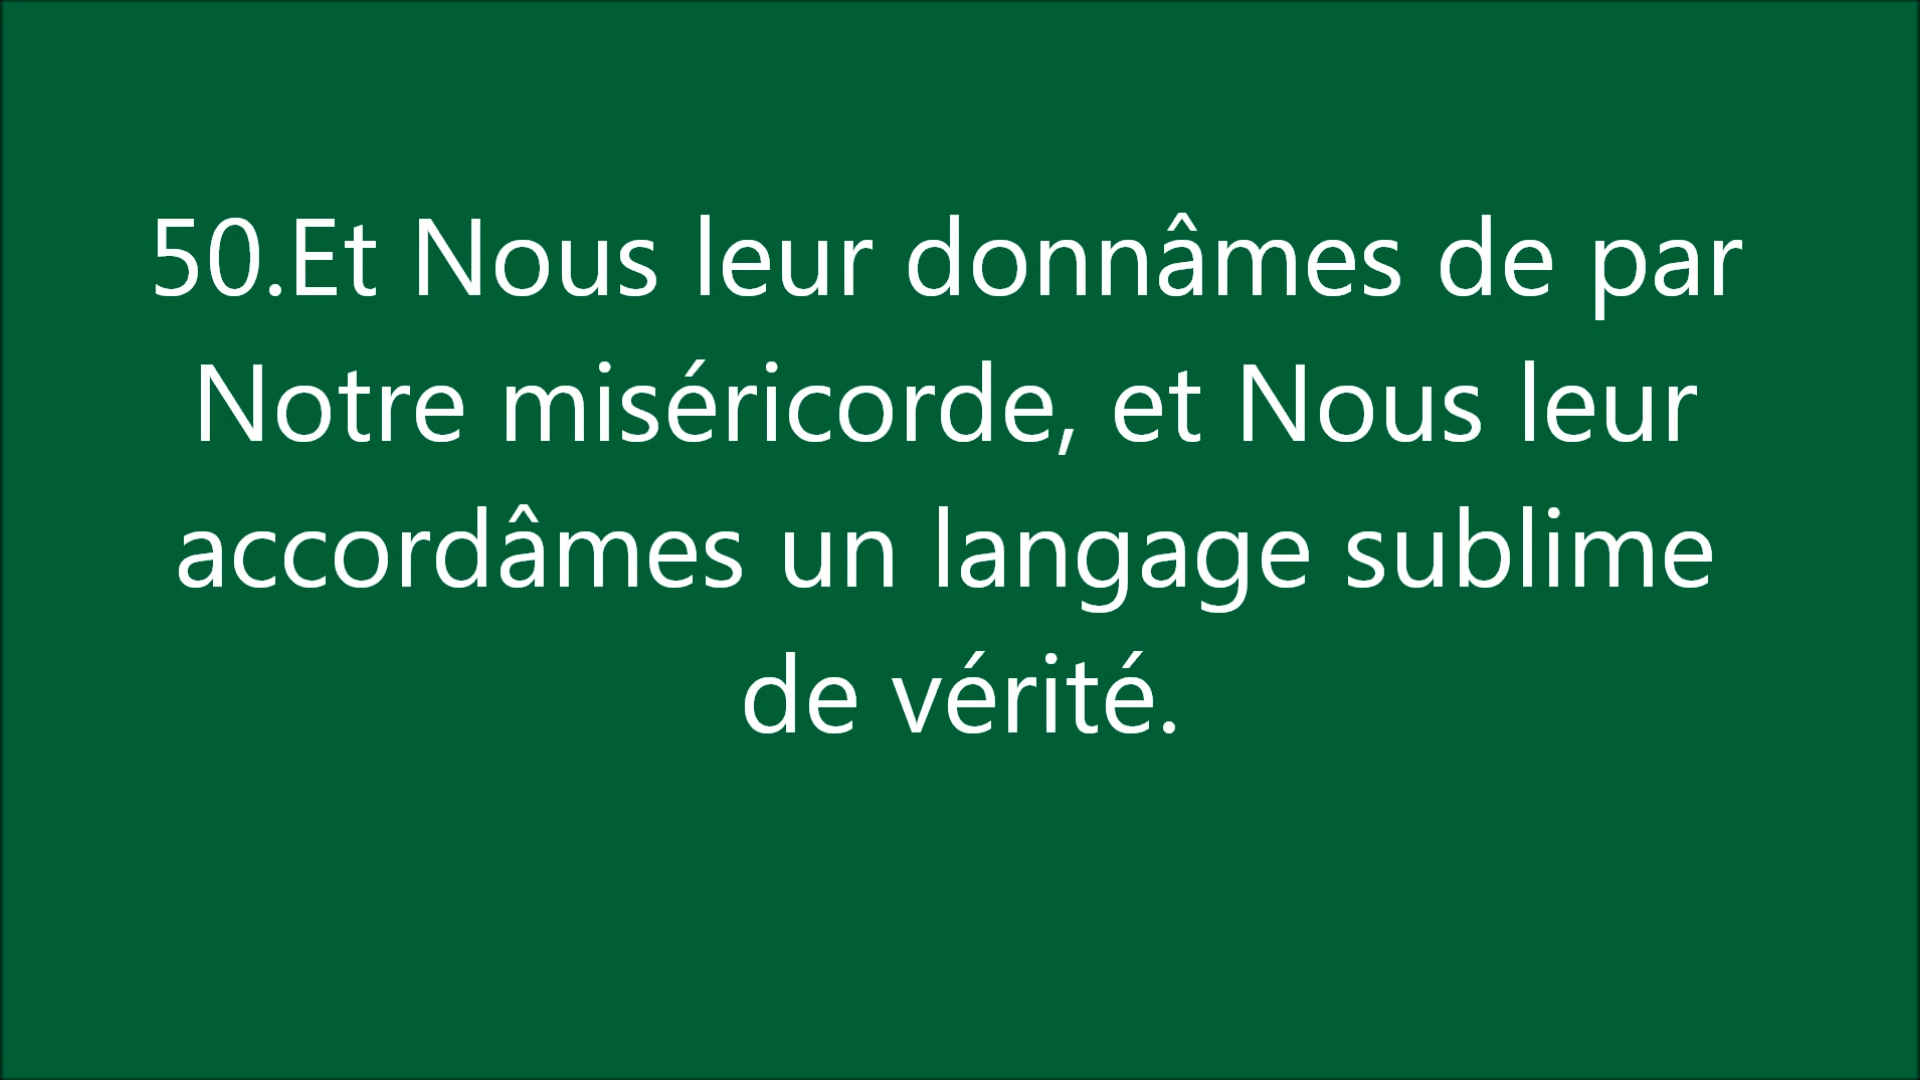 50.Et Nous leur donnâmes de par
Notre miséricorde, et Nous leur
accordâmes un langage sublime
de vérité.